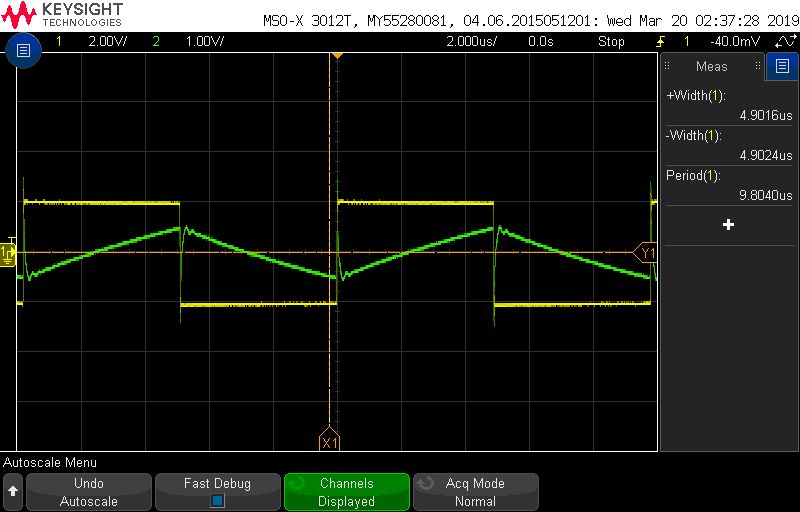 KEYSIGHT
TECHNOLOGIES
MSO-X 3012T, MY55280081, 04.06.2015051201: Wed Mar 20 02:37:28 2019
1 2.00V/ 2 1.00V/ 2.000us/ 0.0s Stop 1 -40.0mV
Meas
+Width(1):
4.9016us
-Width(1):
4.9024us
Period(1):
9.8040us
+
1
Y1
X1
Autoscale Menu
Undo
Autoscale
Fast Debug
Channels
Displayed
Acq Mode
Normal